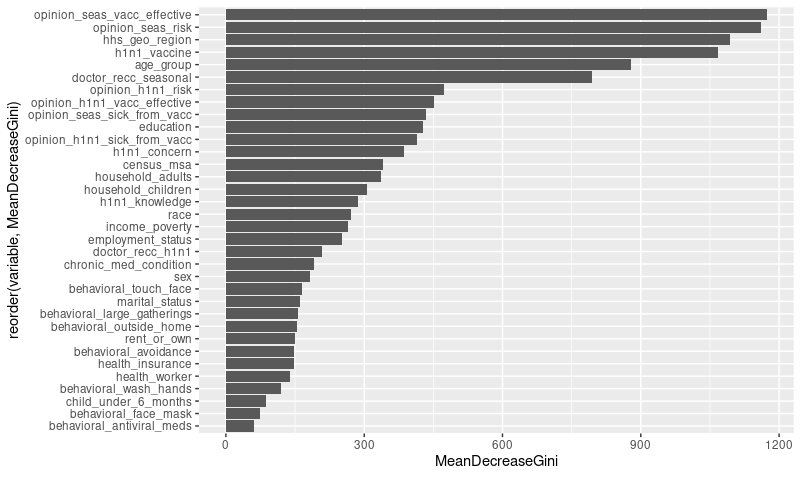 reorder(variable, MeanDecreaseGini)
opinion_seas_vacc_effective
opinion_seas_risk
hhs_geo_region
h1n1_vaccine
age_group
doctor_recc_seasonal
opinion_h1n1_risk
opinion_h1n1_vacc_effective
opinion_seas_sick_from_vacc
education
opinion_h1n1_sick_from_vacc
h1n1_concern
census_msa
household_adults
household_children
h1n1_knowledge
race
income_poverty
employment_status
doctor_recc_h1n1
chronic_med_condition
sex
behavioral_touch_face
marital_status
behavioral_large_gatherings
behavioral_outside_home
rent_or_own
behavioral_avoidance
health_insurance
health_worker
behavioral_wash_hands
child_under_6_months
behavioral_face_mask
behavioral_antiviral_meds
0 300 600 900 1200
MeanDecreaseGini